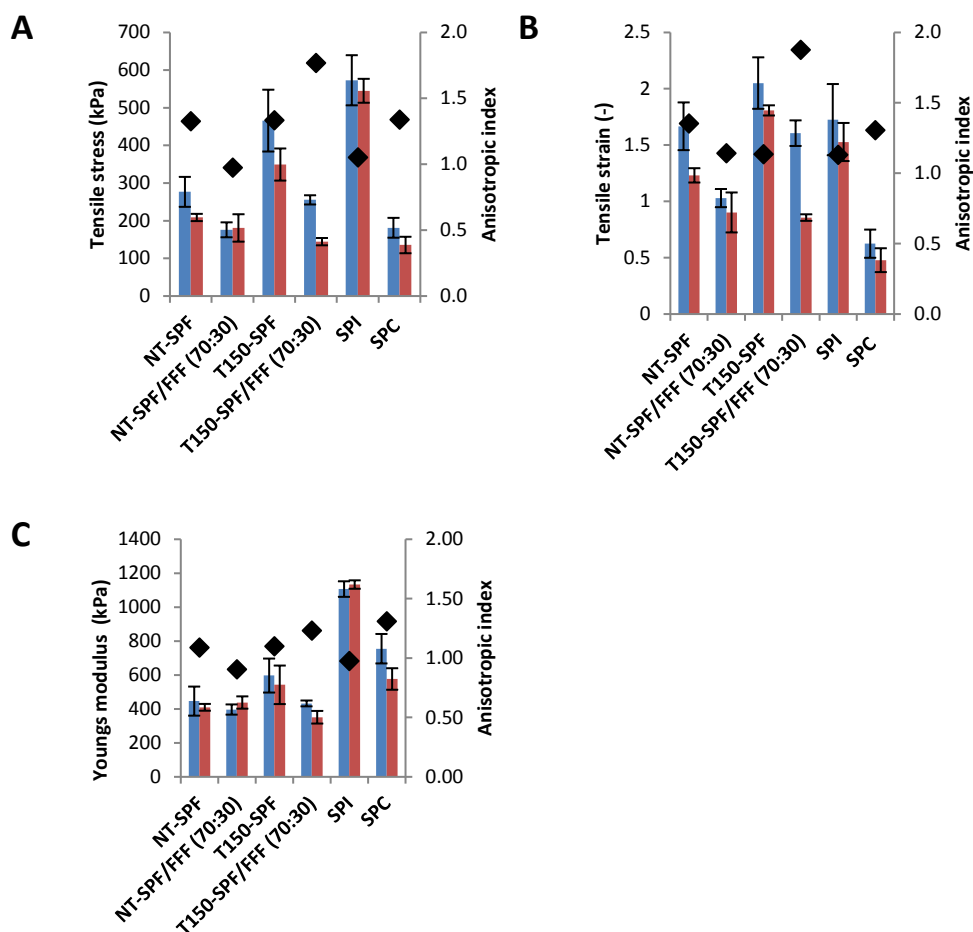 A
Tensile stress (kPa)
700
600
500
400
300
200
100
0
2.0
1.5
1.0
0.5
0.0
Anisotropic index
NT-SPF
NT-SPF/FFF (70:30)
T150-SPF
T150-SPF/FFF (70:30)
SPI
SPC
B
Tensile strain (-)
2.5
2
1.5
1
0.5
0
2.0
1.5
1.0
0.5
0.0
Anisotropic index
NT-SPF
NT-SPF/FFF (70:30)
T150-SPF
T150-SPF/FFF (70:30)
SPI
SPC
C
Youngs modulus (kPa)
1400
1200
1000
800
600
400
200
0
2.00
1.50
1.00
0.50
0.00
Anisotropic index
NT-SPF
NT-SPF/FFF (70:30)
T150-SPF
T150-SPF/FFF (70:30)
SPI
SPC